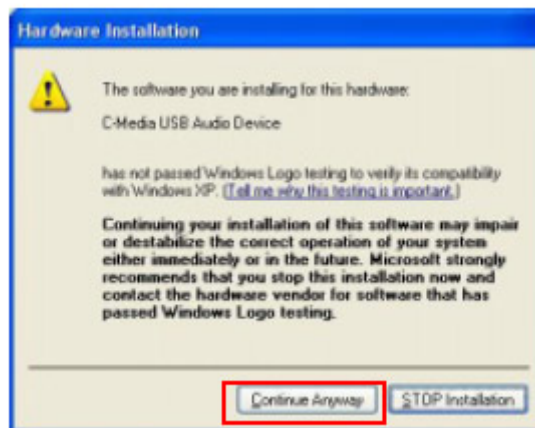 Hardware Installation
The software you are installing for this hardware:
C-Media USB Audio Device
has not passed Windows Logo testing to verify its compatibility
with Windows XP. (Tell me why this testing is important.)
Continuing your installation of this software may impair
or destabilize the correct operation of your system
either immediately or in the future. Microsoft strongly
recommends that you stop this installation now and
contact the hardware vendor for software that has
passed Windows Logo testing.
Continue Anyway
STOP Installation